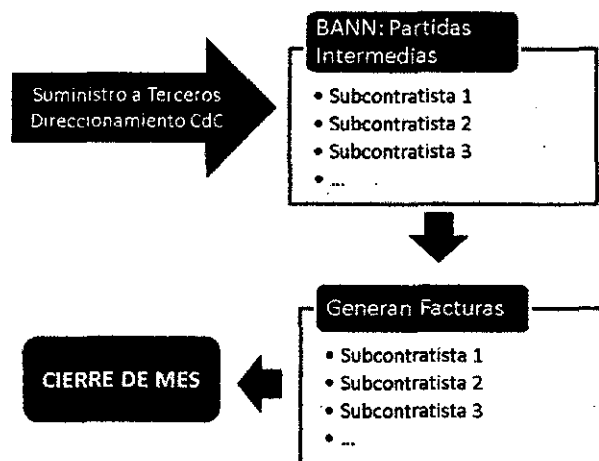 Suministro a Terceros
Direccionamiento CdC
BANN: Partidas
Intermedias
• Subcontratista 1
• Subcontratista 2
• Subcontratista 3
• ...
Generan Facturas
• Subcontratista 1
• Subcontratista 2
• Subcontratista 3
• ...
CIERRE DE MES